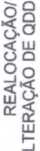 REALOCAÇÃO/
LTERAÇÃO DE QDD